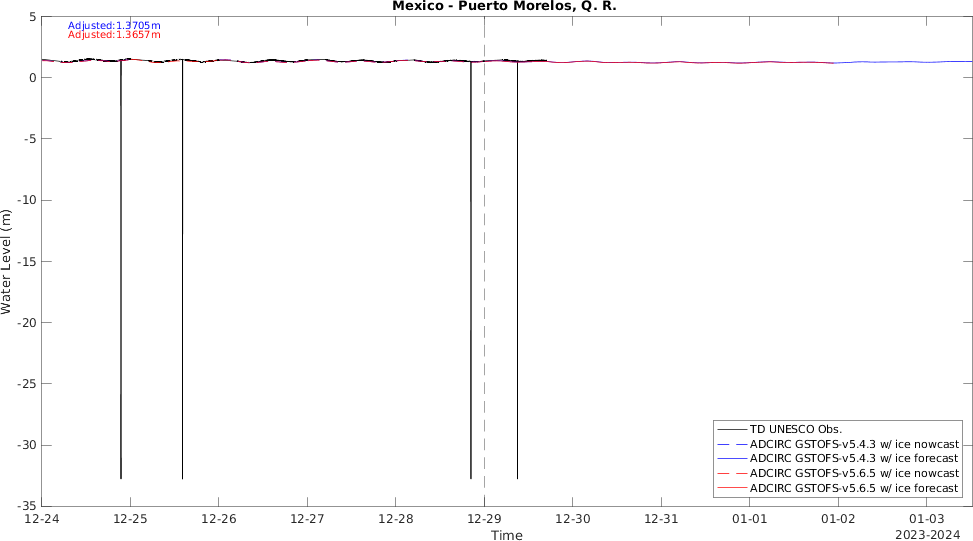 Mexico - Puerto Morelos, Q. R.
Adjusted:1.3705m
Adjusted:1.3657m
5
0
-5
-10
-15
-20
-25
-30
-35
Water Level (m)
TD UNESCO Obs.
ADCIRC GSTOFS-v5.4.3 w/ ice nowcast
ADCIRC GSTOFS-v5.4.3 w/ ice forecast
ADCIRC GSTOFS-v5.6.5 w/ ice nowcast
ADCIRC GSTOFS-v5.6.5 w/ ice forecast
12-24 12-25 12-26 12-27 12-28 12-29 12-30 12-31 01-01 01-02 01-03
Time
2023-2024